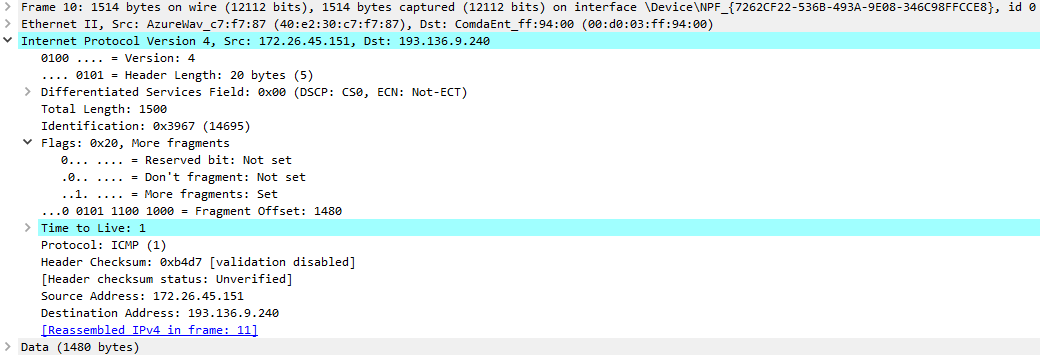 Frame 10: 1514 bytes on wire (12112 bits), 1514 bytes captured (12112 bits) on interface \Device\NPF_{7262CF22-536B-493A-9E08-346C98FFCCE8}, id 0
Ethernet II, Src: AzureWav_c7:f7:87 (40:e2:30:c7:f7:87), Dst: ComdaEnt_ff:94:00 (00:d0:03:ff:94:00)
Internet Protocol Version 4, Src: 172.26.45.151, Dst: 193.136.9.240
0100 .... = Version: 4
.... 0101 = Header Length: 20 bytes (5)
Differentiated Services Field: 0x00 (DSCP: CS0, ECN: Not-ECT)
Total Length: 1500
Identification: 0x3967 (14695)
Flags: 0x20, More fragments
0... .... = Reserved bit: Not set
.0.. .... = Don't fragment: Not set
..1. .... = More fragments: Set
...0 0101 1100 1000 = Fragment Offset: 1480
Time to Live: 1
Protocol: ICMP (1)
Header Checksum: 0xb4d7 [validation disabled]
[Header checksum status: Unverified]
Source Address: 172.26.45.151
Destination Address: 193.136.9.240
[Reassembled IPv4 in frame: 11]
Data (1480 bytes)